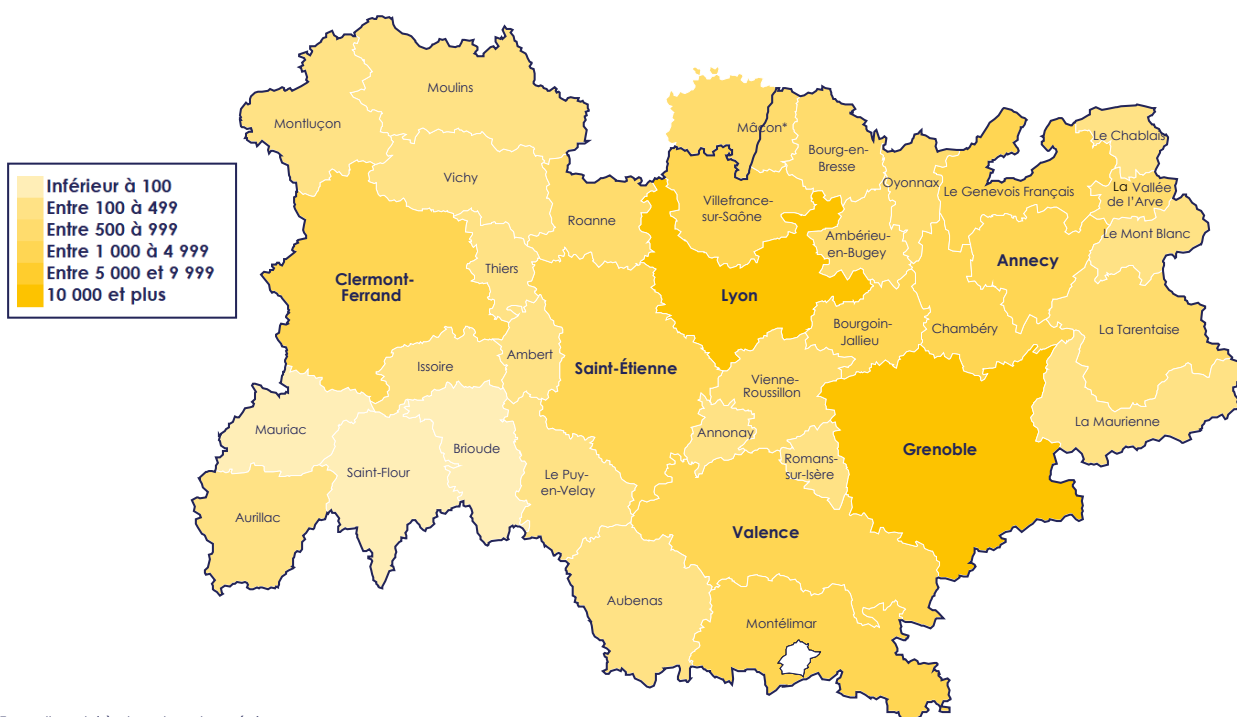 Moulins
Montluçon
Mâcon*
Le Chablais
Bourg-en-
Bresse
Vichy
Oyonnax
Le Genevois Français
La Vallée
de l'Arve
Inférieur à 100
Entre 100 à 499
Entre 500 à 999
Entre 1 000 à 4 999
Entre 5 000 et 9 999
10 000 et plus
Roanne
Villefrance-
sur-Saône
Ambérieu-
en-Bugey
Le Mont Blanc
Clermont-
Ferrand
Thiers
Annecy
Lyon
Bourgoin-
Jallieu
Chambéry
La Tarentaise
Issoire
Ambert
Saint-Étienne
Vienne-
Roussillon
Mauriac
Brioude
Annonay
La Maurienne
Saint-Flour
Le Puy-
en-Velay
Romans-
sur-Isère
Grenoble
Aurillac
Valence
Aubenas
Montélimar